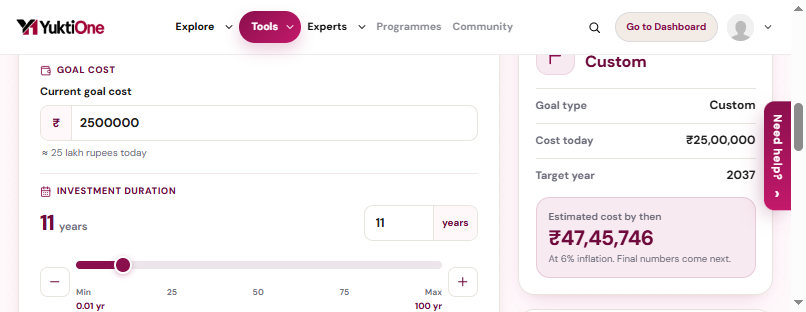 YuktiOne
Explore
Tools
Experts
Programmes
Community
Go to Dashboard
GOAL COST
Current goal cost
₹
2500000
≈ 25 lakh rupees today
INVESTMENT DURATION
11 years
11
years
−
+
Min
25
50
75
Max
0.01 yr
100 yr
Custom
Goal type
Custom
Cost today
₹25,00,000
Target year
2037
Estimated cost by then
₹47,45,746
At 6% inflation. Final numbers come next.
Need help? ›